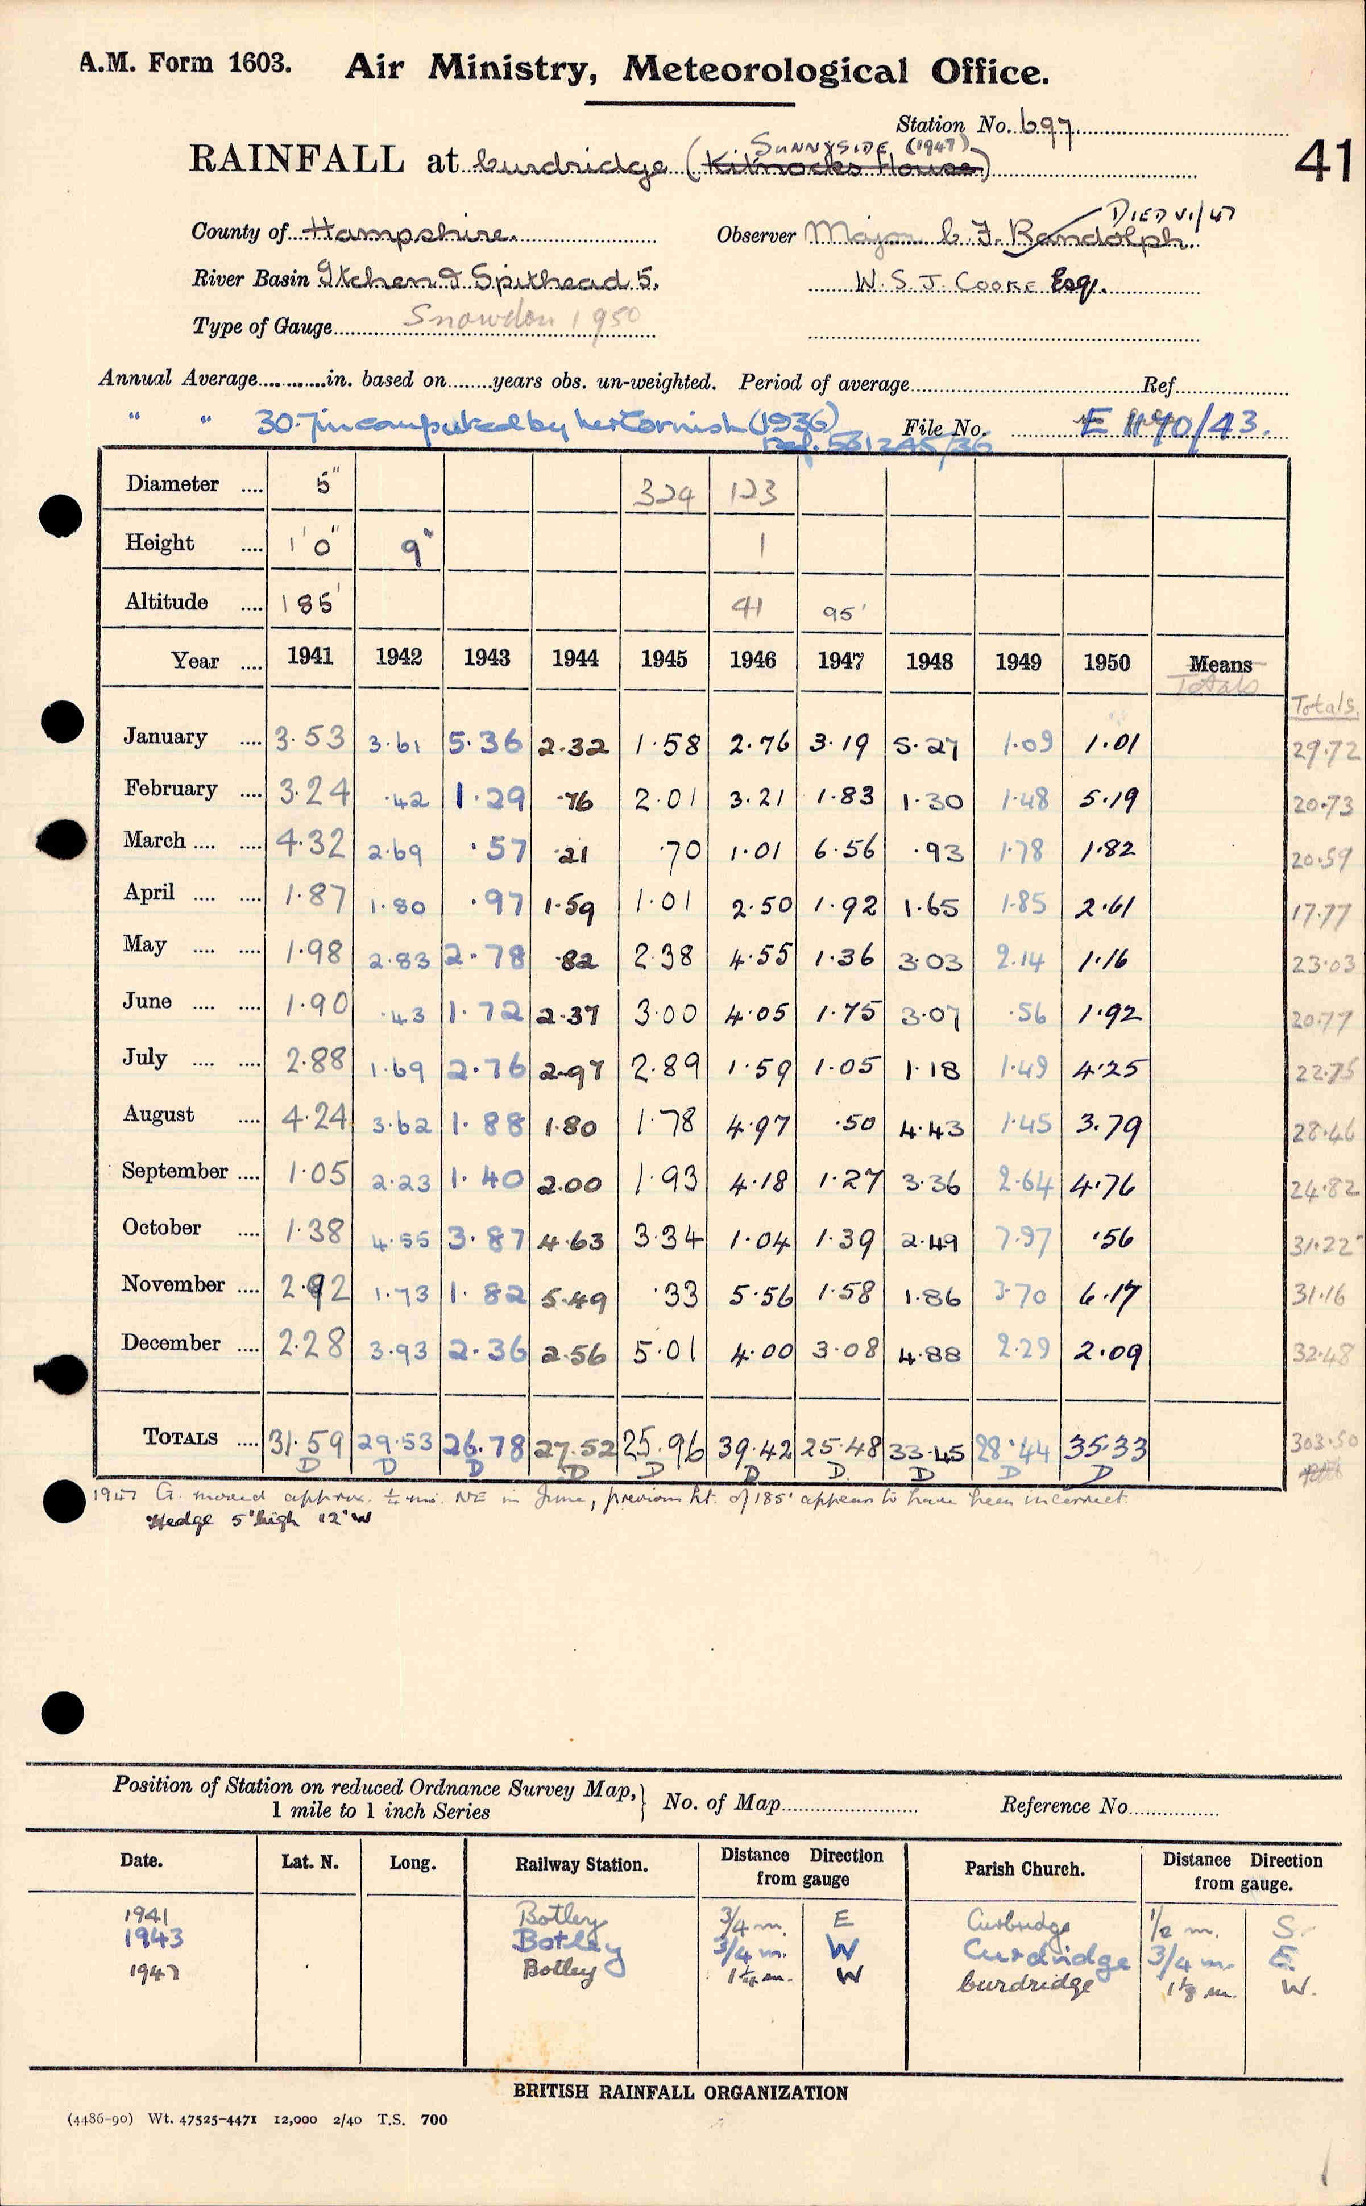 A.M. Form 1603. Air Ministry, Meteorological Office.
Station No. 697
41
SUNNYSIDE (1947)
RAINFALL at Curdridge (Kilnocks House)
DIED VI/47
County of Hampshire. Observer Major C. F. Randolph
River Basin Itchen & Spithead 5. W. S. J. COOKE Esq.
Type of Gauge Snowdon 1950
Annual Average in. based on years obs. un-weighted. Period of average Ref
" " 30.7 in computed by (1936) File No. E 1190/43.
Ref. 561245/36
Diameter .... 5" 324 123
Height .... 1'0" 9" 1
Altitude .... 185' 41 95'
Year .... 1941 1942 1943 1944 1945 1946 1947 1948 1949 1950 Means
Totals Totals.
January .... 3.53 3.61 5.36 2.32 1.58 2.76 3.19 5.27 1.09 1.01 29.72
February .... 3.24 .42 1.29 .76 2.01 3.21 1.83 1.30 1.48 5.19 20.73
March .... .... 4.32 2.69 .57 .21 .70 1.01 6.56 .93 1.78 1.82 20.59
April .... .... 1.87 1.80 .97 1.59 1.01 2.50 1.92 1.65 1.85 2.61 17.77
May .... .... 1.98 2.83 2.78 .82 2.38 4.55 1.36 3.03 2.14 1.16 23.03
June .... .... 1.90 .43 1.72 2.37 3.00 4.05 1.75 3.07 .56 1.92 20.77
July .... .... 2.88 1.69 2.76 2.97 2.89 1.59 1.05 1.18 1.49 4.25 22.75
August .... 4.24 3.62 1.88 1.80 1.78 4.97 .50 4.43 1.45 3.79 28.46
September .... 1.05 2.23 1.40 2.00 1.93 4.18 1.27 3.36 2.64 4.76 24.82
October .... 1.38 4.55 3.87 4.63 3.34 1.04 1.39 2.49 7.97 .56 31.22
November .... 2.92 1.73 1.82 5.49 .33 5.56 1.58 1.86 3.70 6.17 31.16
December .... 2.28 3.93 2.36 2.56 5.01 4.00 3.08 4.88 2.29 2.09 32.48
TOTALS .... 31.59 29.53 26.78 27.52 25.96 39.42 25.48 33.45 28.44 35.33 303.50
D D D D D D D. D D D
1947 G. moved approx. ½ mi. NE in June, previous ht. of 185' appears to have been incorrect.
Hedge 5' high 12' W
Position of Station on reduced Ordnance Survey Map,
1 mile to 1 inch Series } No. of Map Reference No.
Date. Lat. N. Long. Railway Station. Distance Direction from gauge Parish Church. Distance Direction from gauge.
1941 Botley 3/4 m. E Curbridge 1/2 m. S.
1943 Botley 3/4 m. W Curdridge 3/4 m. E.
1947 Botley 1¼ m. W Curdridge 1⅛ m. W.
BRITISH RAINFALL ORGANIZATION
(4486-90) Wt. 47525-4471 12,000 2/40 T.S. 700